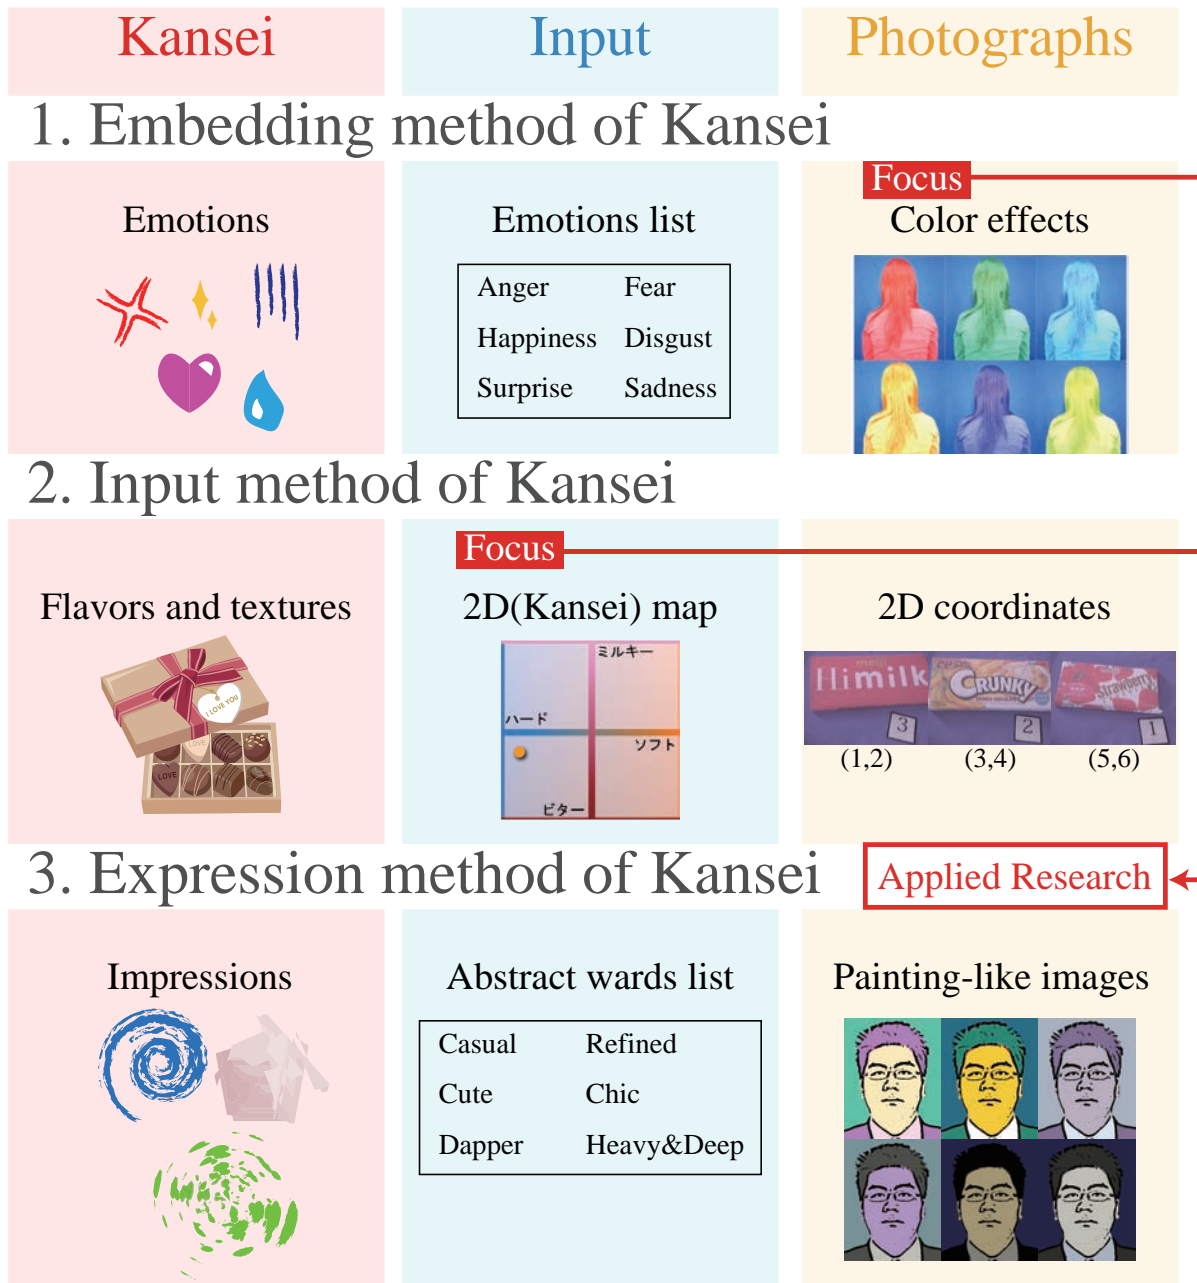 Kansei Input Photographs
1. Embedding method of Kansei
Focus
Emotions Emotions list Color effects
Anger Fear
Happiness Disgust
Surprise Sadness
2. Input method of Kansei
Focus
Flavors and textures 2D(Kansei) map 2D coordinates
I LOVE YOU
LOVE
LOVE
ミルキー
ハード
ソフト
ビター
meiji
Himilk
CRUNKY
Strawberry
3 2 1
(1,2) (3,4) (5,6)
3. Expression method of Kansei
Applied Research
Impressions Abstract wards list Painting-like images
Casual Refined
Cute Chic
Dapper Heavy&Deep